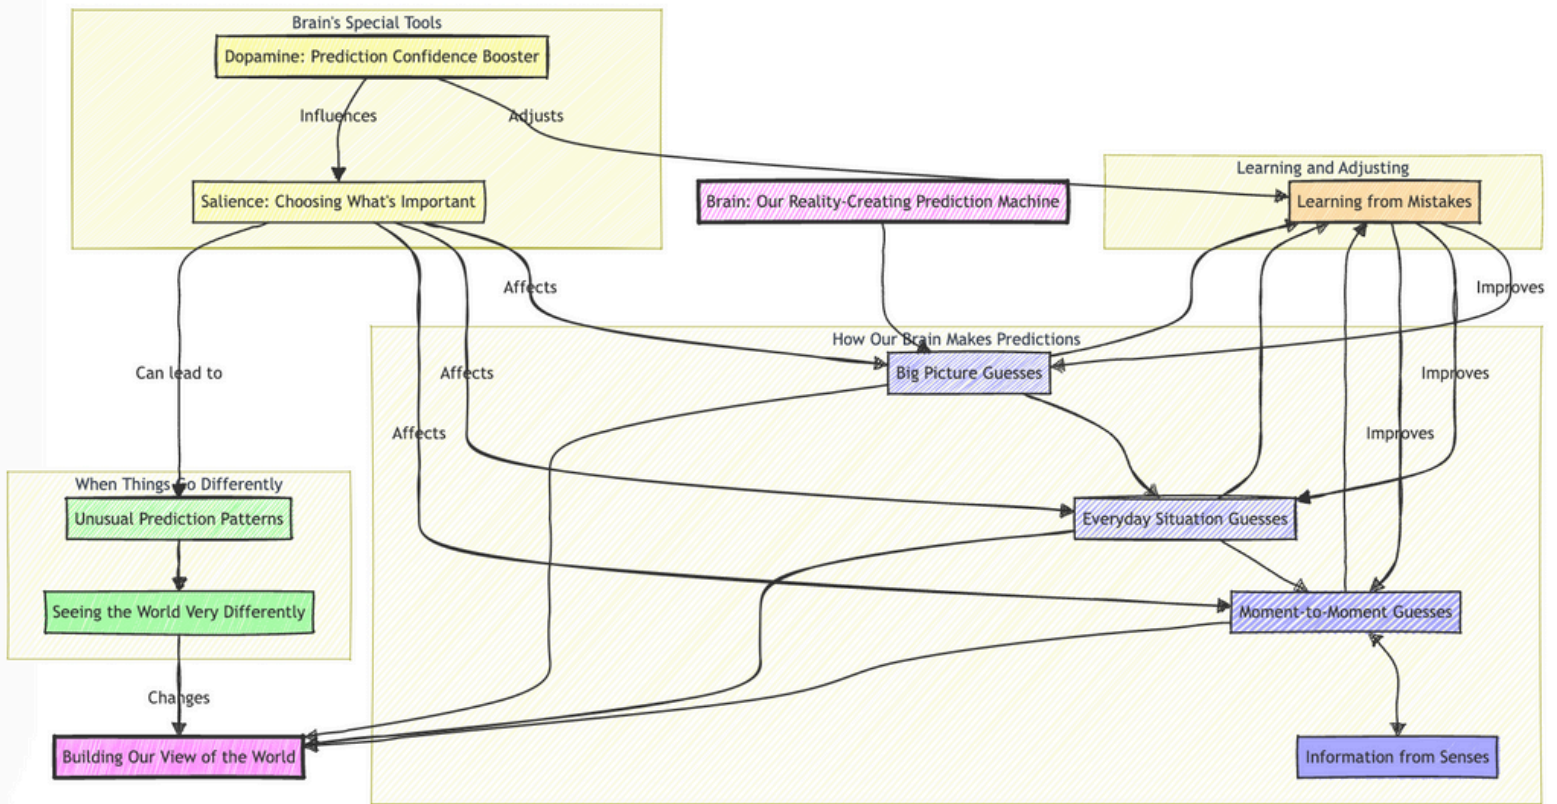 Brain's Special Tools
Dopamine: Prediction Confidence Booster
Influences
Adjusts
Learning and Adjusting
Salience: Choosing What's Important
Brain: Our Reality-Creating Prediction Machine
Learning from Mistakes
Affects
Improves
How Our Brain Makes Predictions
Can lead to
Affects
Big Picture Guesses
Improves
Affects
Improves
When Things Go Differently
Unusual Prediction Patterns
Everyday Situation Guesses
Seeing the World Very Differently
Moment-to-Moment Guesses
Changes
Building Our View of the World
Information from Senses